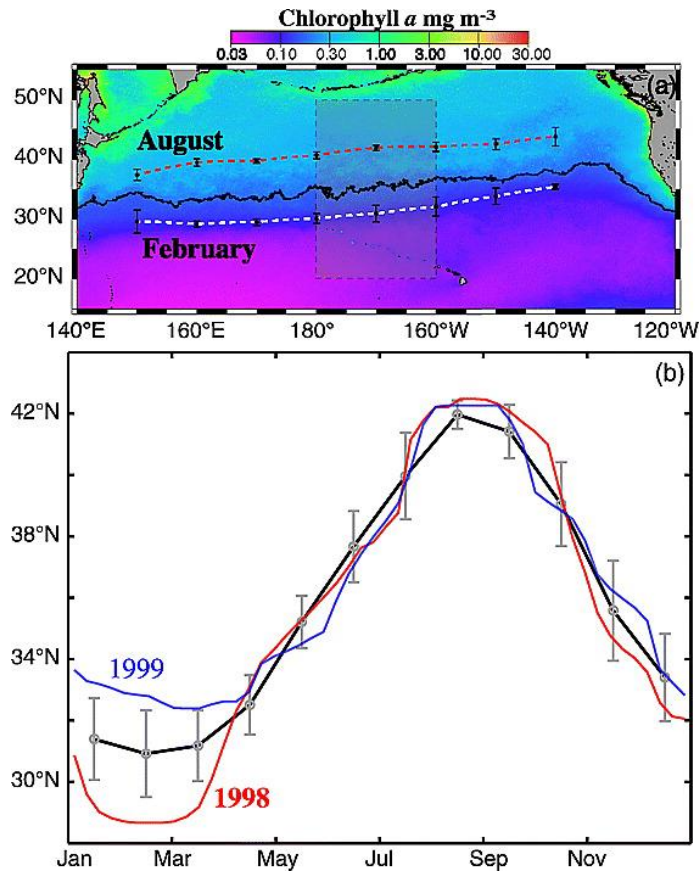 Chlorophyll a mg m-3
0.03 0.10 0.30 1.00 3.00 10.00 30.00
(a)
50°N
August
40°N
30°N
February
20°N
140°E 160°E 180° 160°W 140°W 120°W
(b)
42°N
38°N
34°N
1999
30°N
1998
Jan Mar May Jul Sep Nov